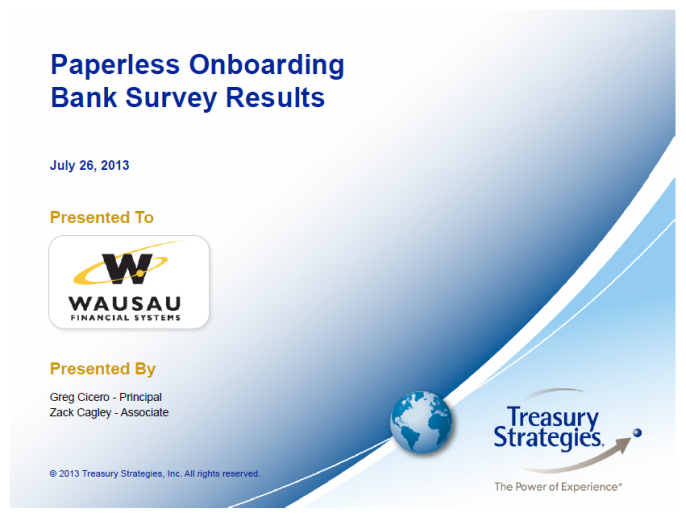 Paperless Onboarding
Bank Survey Results
July 26, 2013
Presented To
W
WAUSAU
FINANCIAL SYSTEMS
Presented By
Greg Cicero - Principal
Zack Cagley - Associate
© 2013 Treasury Strategies, Inc. All rights reserved.
Treasury
Strategies®
The Power of Experience®